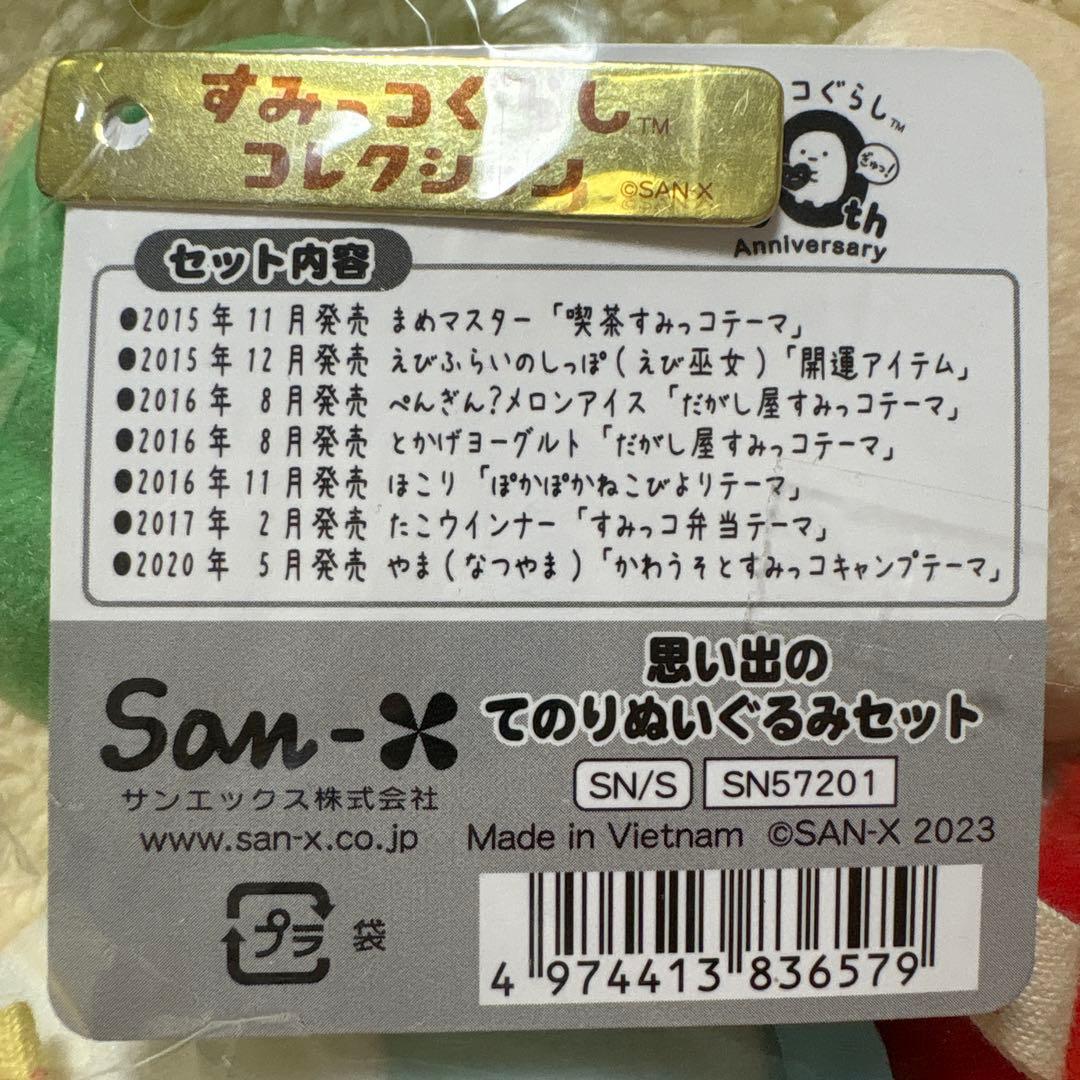 すみっコぐらし™
コレクション
©SAN-X
コぐらし™
ぎゅっ!
th
Anniversary
セット内容
●2015年11月発売 まめマスター「喫茶すみっコテーマ」
●2015年12月発売 えびふらいのしっぽ(えび巫女)「開運アイテム」
●2016年 8月発売 ぺんぎん?メロンアイス「だがし屋すみっコテーマ」
●2016年 8月発売 とかげヨーグルト「だがし屋すみっコテーマ」
●2016年11月発売 ほこり「ぽかぽかねこびよりテーマ」
●2017年 2月発売 たこウインナー「すみっコ弁当テーマ」
●2020年 5月発売 やま(なつやま)「かわうそとすみっコキャンプテーマ」
San-X
サンエックス株式会社
www.san-x.co.jp
思い出の
てのりぬいぐるみセット
SN/S SN57201
Made in Vietnam ©SAN-X 2023
プラ 袋
4 974413 836579